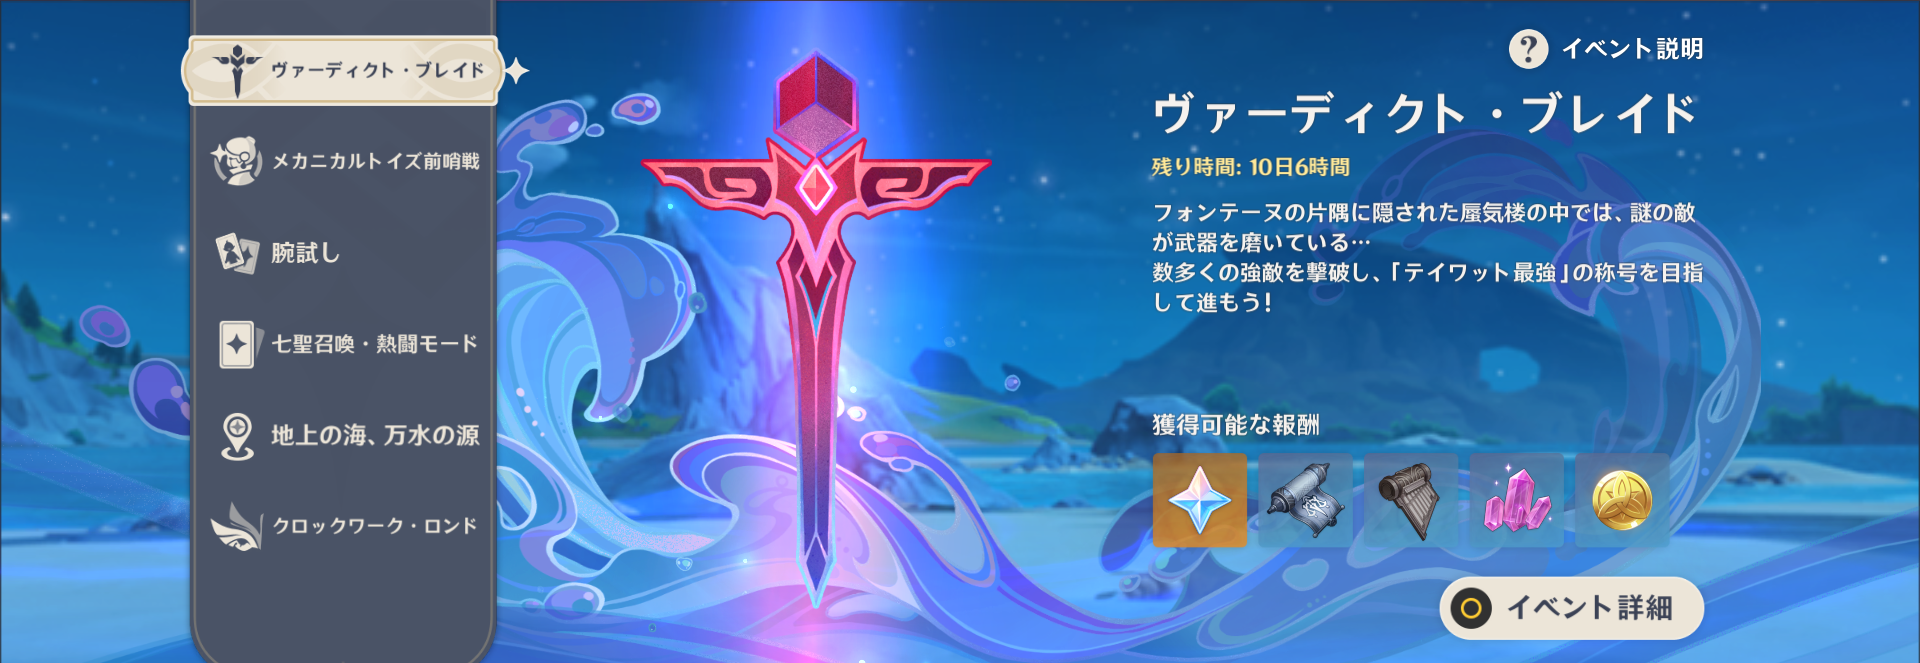 ヴァーディクト・ブレイド
メカニカルトイズ前哨戦
腕試し
七聖召喚・熱闘モード
地上の海、万水の源
クロックワーク・ロンド
? イベント説明
ヴァーディクト・ブレイド
残り時間: 10日6時間
フォンテーヌの片隅に隠された蜃気楼の中では、謎の敵
が武器を磨いている…
数多くの強敵を撃破し、「テイワット最強」の称号を目指
して進もう!
獲得可能な報酬
イベント詳細